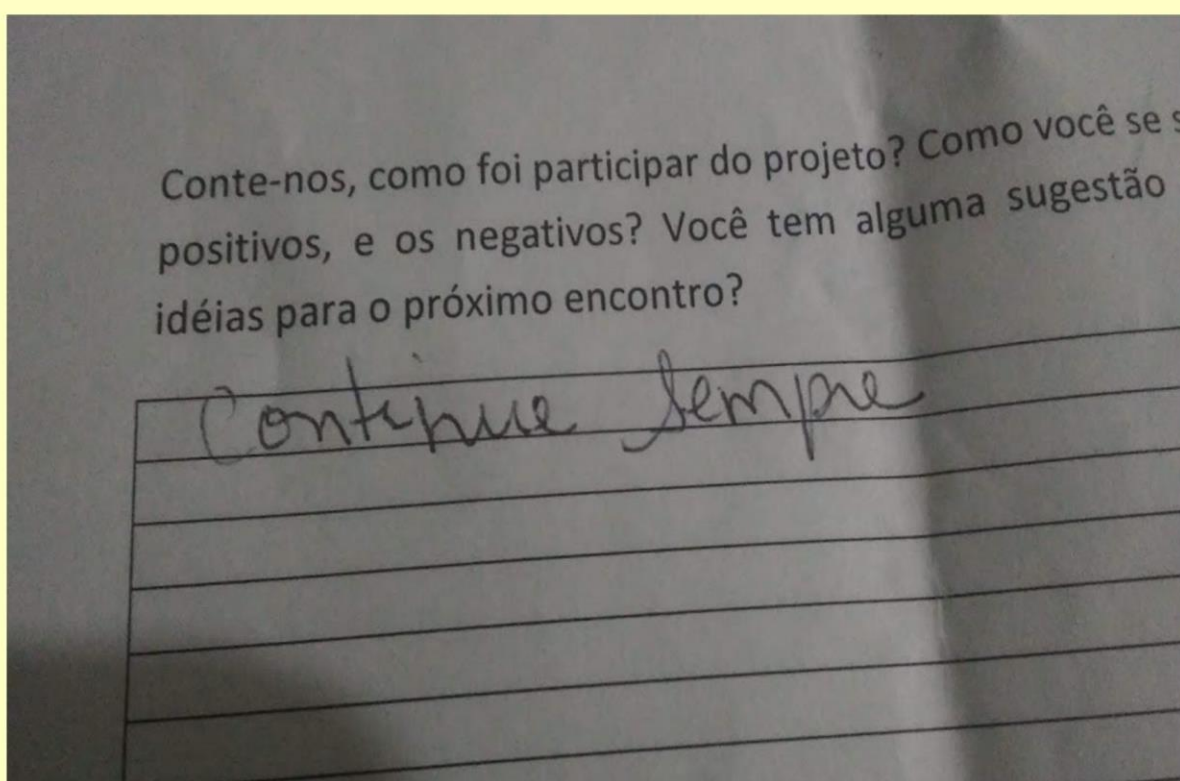 Conte-nos, como foi participar do projeto? Como você se
positivos, e os negativos? Você tem alguma sugestão
idéias para o próximo encontro?
Continue sempre